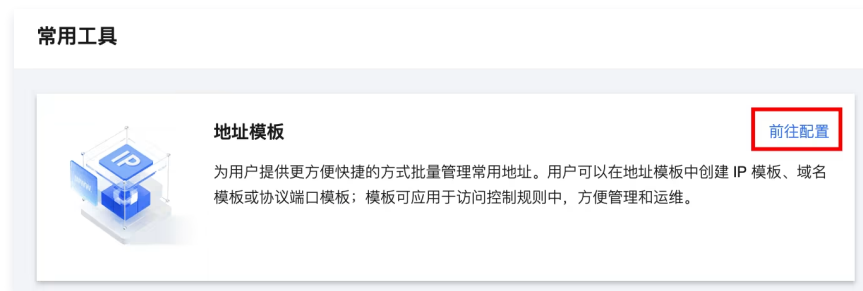 常用工具
地址模板
前往配置
为用户提供更方便快捷的方式批量管理常用地址。用户可以在地址模板中创建 IP 模板、域名
模板或协议端口模板；模板可应用于访问控制规则中，方便管理和运维。
IP